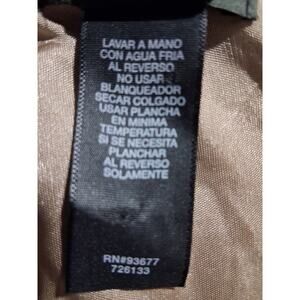 LAVAR A MANO
CON AGUA FRIA
AL REVERSO
NO USAR
BLANQUEADOR
SECAR COLGADO
USAR PLANCHA
EN MINIMA
TEMPERATURA
SI SE NECESITA
PLANCHAR
AL REVERSO
SOLAMENTE
RN#93677
726133